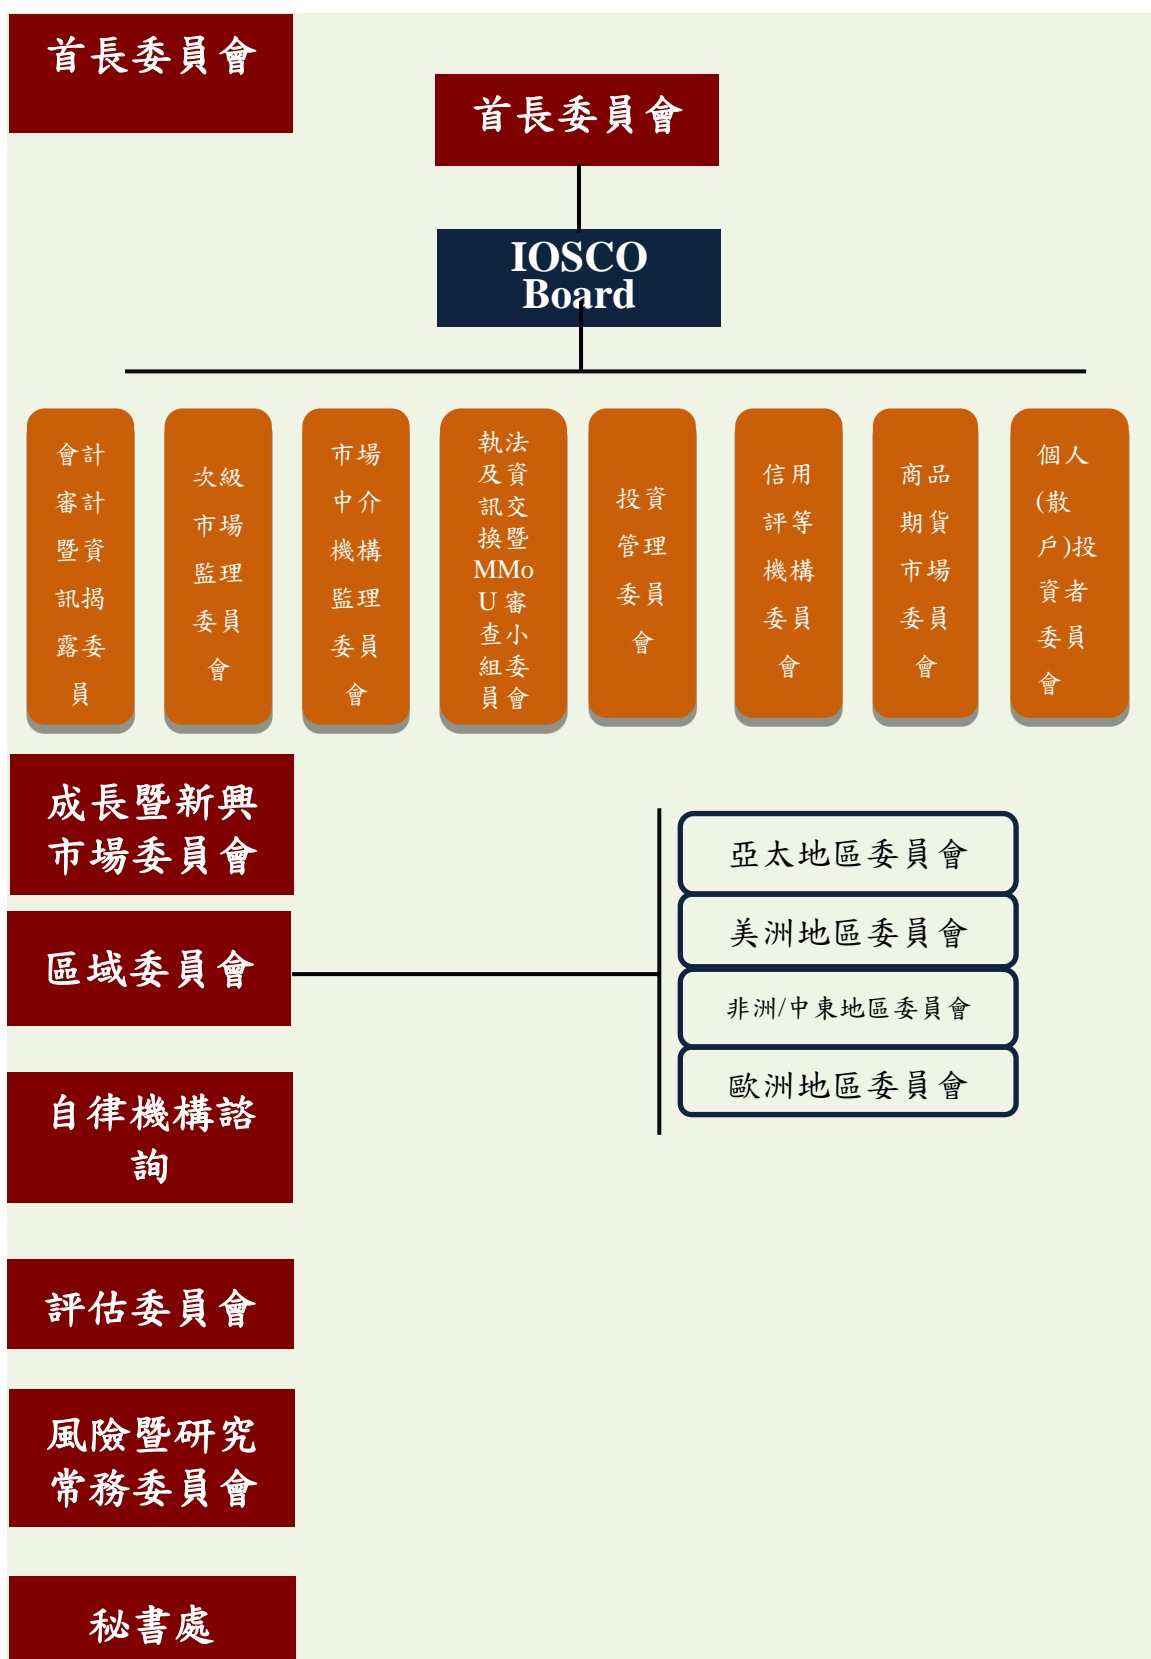 首長委員會
首長委員會
IOSCO
Board
會計
審計
暨資
訊揭
露委
員
次級
市場
監理
委員
會
市場
中介
機構
監理
委員
會
執法
及資
訊交
換暨
MMo
U 審
查小
組委
員會
投資
管理
委員
會
信用
評等
機構
委員
會
商品
期貨
市場
委員
會
個人
(散
戶)投
資者
委員
會
成長暨新興
市場委員會
亞太地區委員會
美洲地區委員會
區域委員會
非洲/中東地區委員會
歐洲地區委員會
自律機構諮
詢
評估委員會
風險暨研究
常務委員會
秘書處